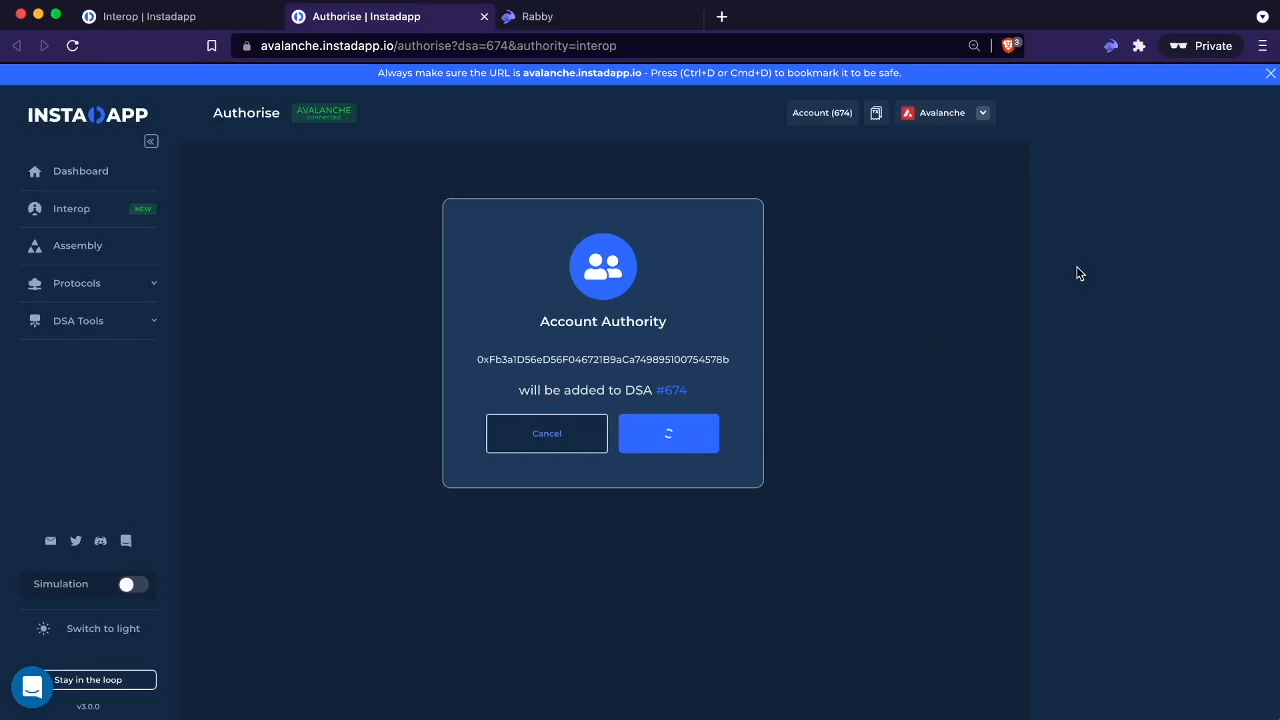 Interop | Instadapp
Authorise | Instadapp
Rabby
avalanche.instadapp.io/authorise?dsa=674&authority=interop
3
Private
Always make sure the URL is avalanche.instadapp.io - Press (Ctrl+D or Cmd+D) to bookmark it to be safe.
INSTADAPP
Authorise
AVALANCHE
connected
Account (674)
Avalanche
Dashboard
Interop
NEW
Assembly
Protocols
DSA Tools
Account Authority
0xFb3a1D56eD56F046721B9aCa749895100754578b
will be added to DSA #674
Cancel
Simulation
Switch to light
Stay in the loop
v3.0.0